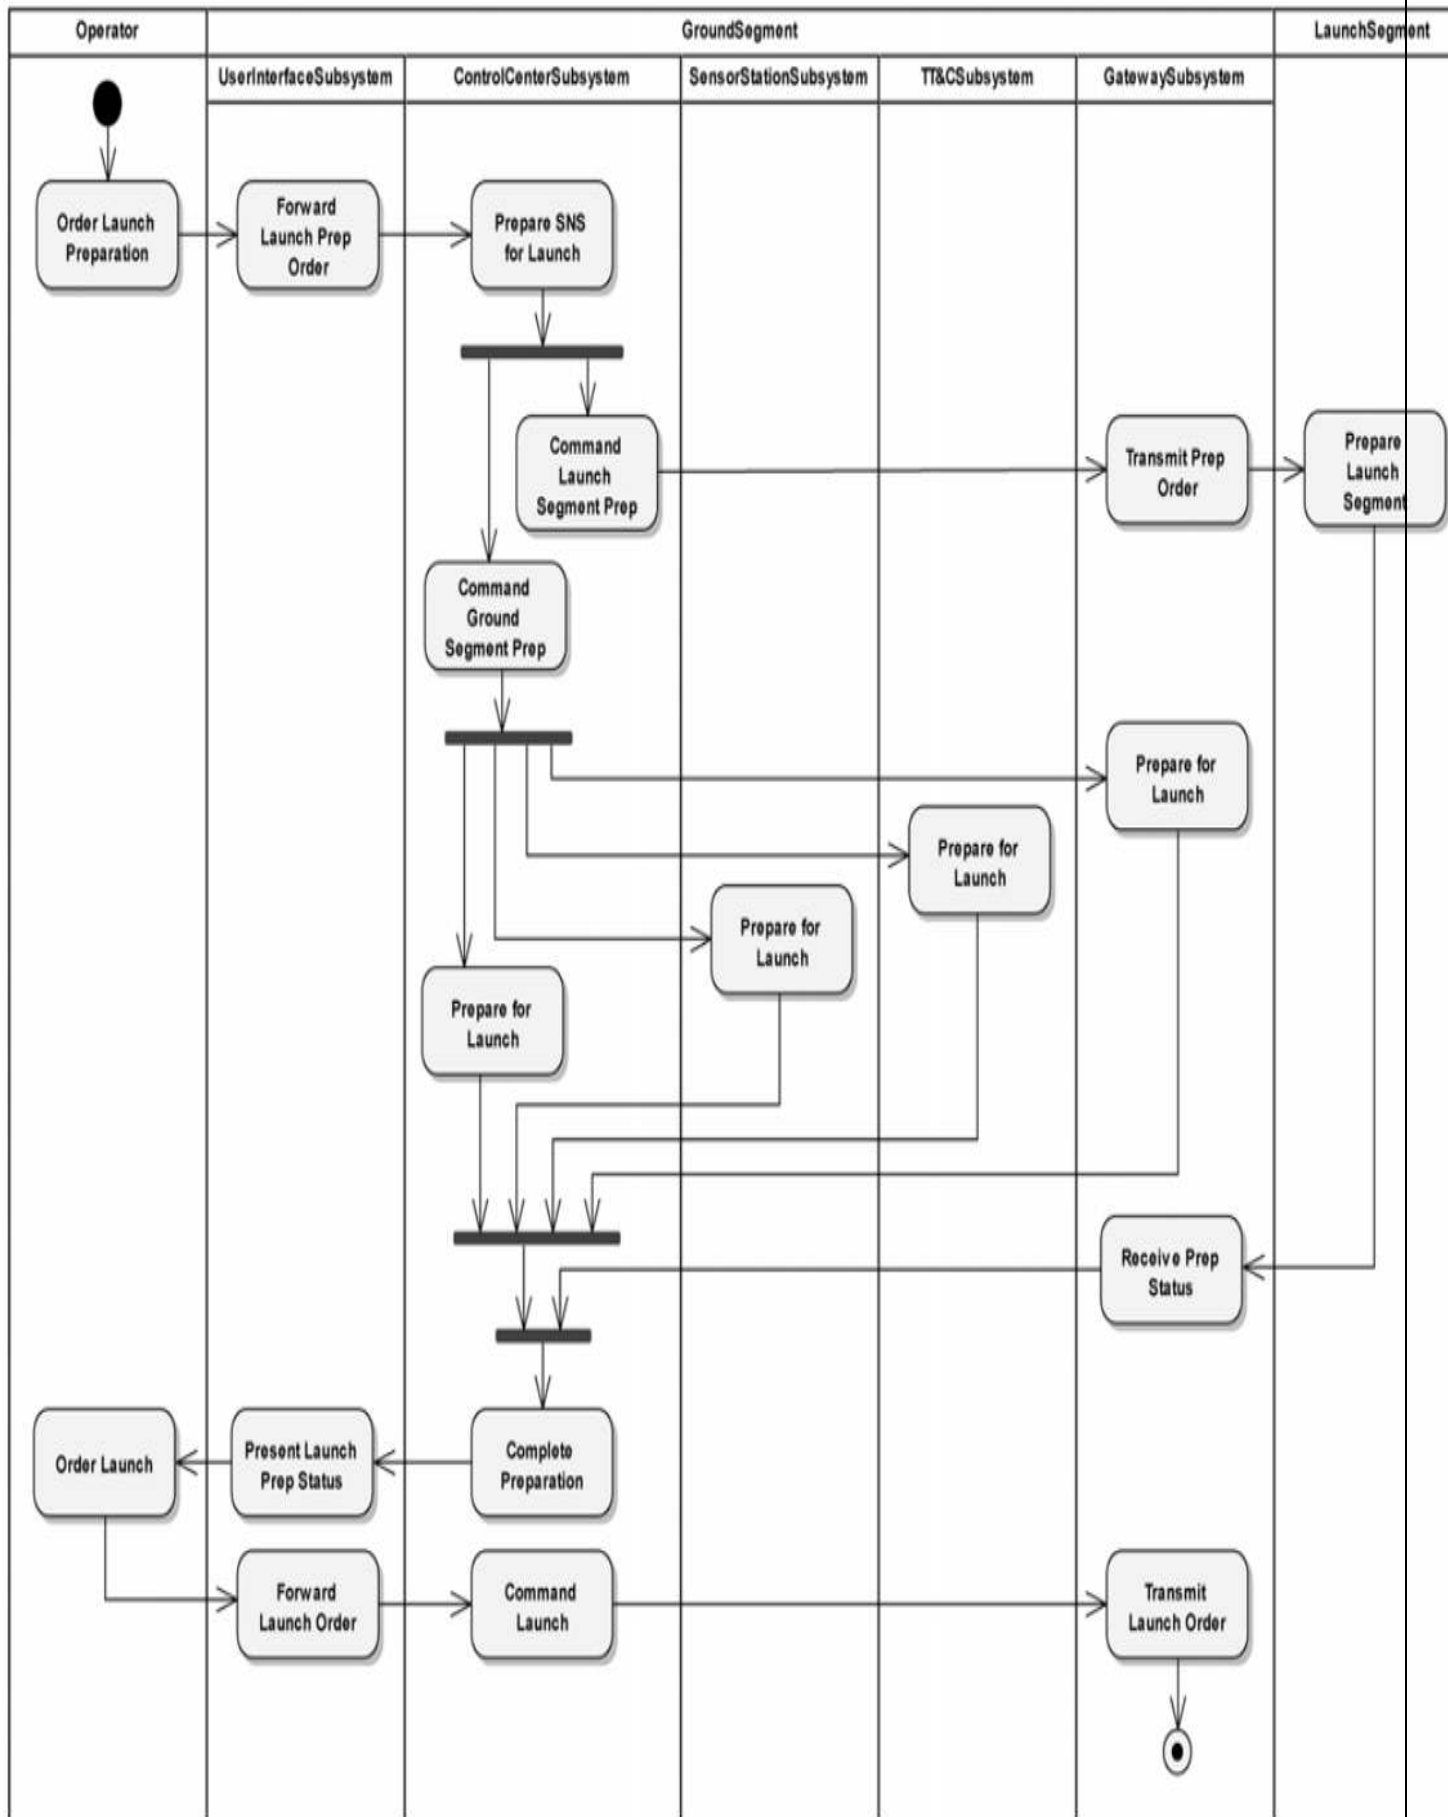 Operator
GroundSegment
LaunchSegment
UserInterfaceSubsystem
ControlCenterSubsystem
SensorStationSubsystem
TT&CSubsystem
GatewaySubsystem
Order Launch
Preparation
Forward
Launch Prep
Order
Prepare SNS
for Launch
Command
Launch
Segment Prep
Transmit Prep
Order
Prepare
Launch
Segment
Command
Ground
Segment Prep
Prepare for
Launch
Prepare for
Launch
Prepare for
Launch
Prepare for
Launch
Receive Prep
Status
Order Launch
Present Launch
Prep Status
Complete
Preparation
Forward
Launch Order
Command
Launch
Transmit
Launch Order